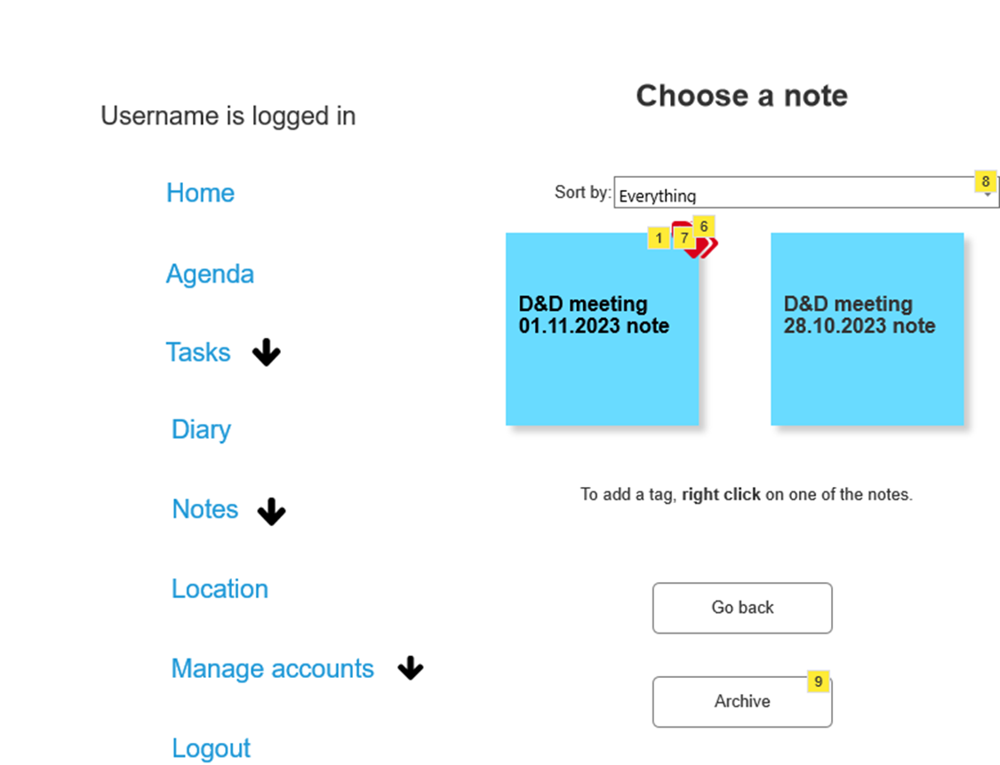 Choose a note
Username is logged in
Home
Agenda
Tasks
Diary
Notes
Location
Manage accounts
Logout
Sort by:
Everything
8
1
7
6
D&D meeting
01.11.2023 note
D&D meeting
28.10.2023 note
To add a tag, right click on one of the notes.
Go back
9
Archive